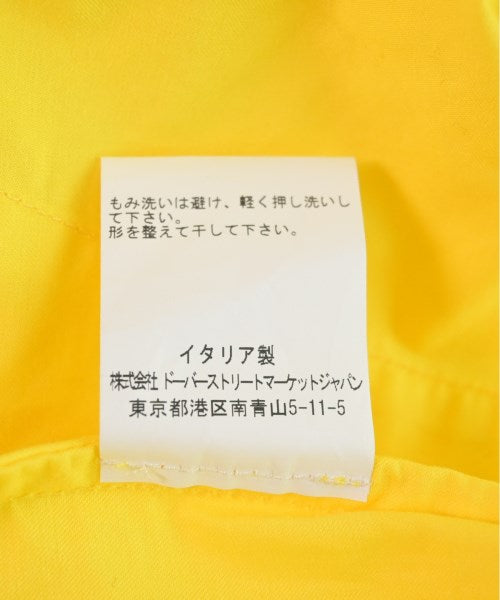 もみ洗いは避け、軽く押し洗いし
て下さい。
形を整えて干して下さい。
イタリア製
株式会社 ドーバーストリートマーケットジャパン
東京都港区南青山5-11-5